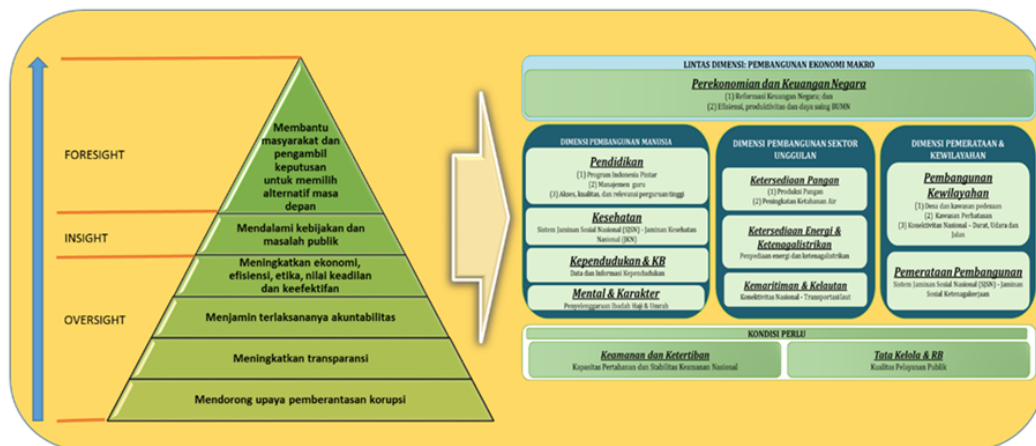 FORESIGHT
INSIGHT
OVERSIGHT
Membantu
masyarakat dan
pengambil
keputusan
untuk memilih
alternatif masa
depan
Mendalami kebijakan dan
masalah publik
Meningkatkan ekonomi,
efisiensi, etika, nilai keadilan
dan keefektifan
Menjamin terlaksananya akuntabilitas
Meningkatkan transparansi
Mendorong upaya pemberantasan korupsi
LINTAS DIMENSI: PEMBANGUNAN EKONOMI MAKRO
Perekonomian dan Keuangan Negara
(1) Reformasi Keuangan Negara; dan
(2) Efisiensi, produktivitas dan daya saing BUMN
DIMENSI PEMBANGUNAN MANUSIA
Pendidikan
(1) Program Indonesia Pintar
(2) Manajemen guru
(3) Akses, kualitas, dan relevansi perguruan tinggi
Kesehatan
Sistem Jaminan Sosial Nasional (SJSN) - Jaminan Kesehatan
Nasional (JKN)
Kependudukan & KB
Data dan Informasi Kependudukan
Mental & Karakter
Penyelenggaraan Ibadah Haji & Umrah
DIMENSI PEMBANGUNAN SEKTOR
UNGGULAN
Ketersediaan Pangan
(1) Produksi Pangan
(2) Peningkatan Ketahanan Air
Ketersediaan Energi &
Ketenagalistrikan
Penyediaan energi dan ketenagalistrikan
Kemaritiman & Kelautan
Konektivitas Nasional - Transportasi laut
DIMENSI PEMERATAAN &
KEWILAYAHAN
Pembangunan
Kewilayahan
(1) Desa dan kawasan pedesaan
(2) Kawasan Perbatasan
(3) Konektivitas Nasional - Darat, Udara dan
Jalan
Pemerataan Pembangunan
Sistem Jaminan Sosial Nasional (SJSN) - Jaminan
Sosial Ketenagakerjaan
KONDISI PERLU
Keamanan dan Ketertiban
Kapasitas Pertahanan dan Stabilitas Keamanan Nasional
Tata Kelola & RB
Kualitas Pelayanan Publik